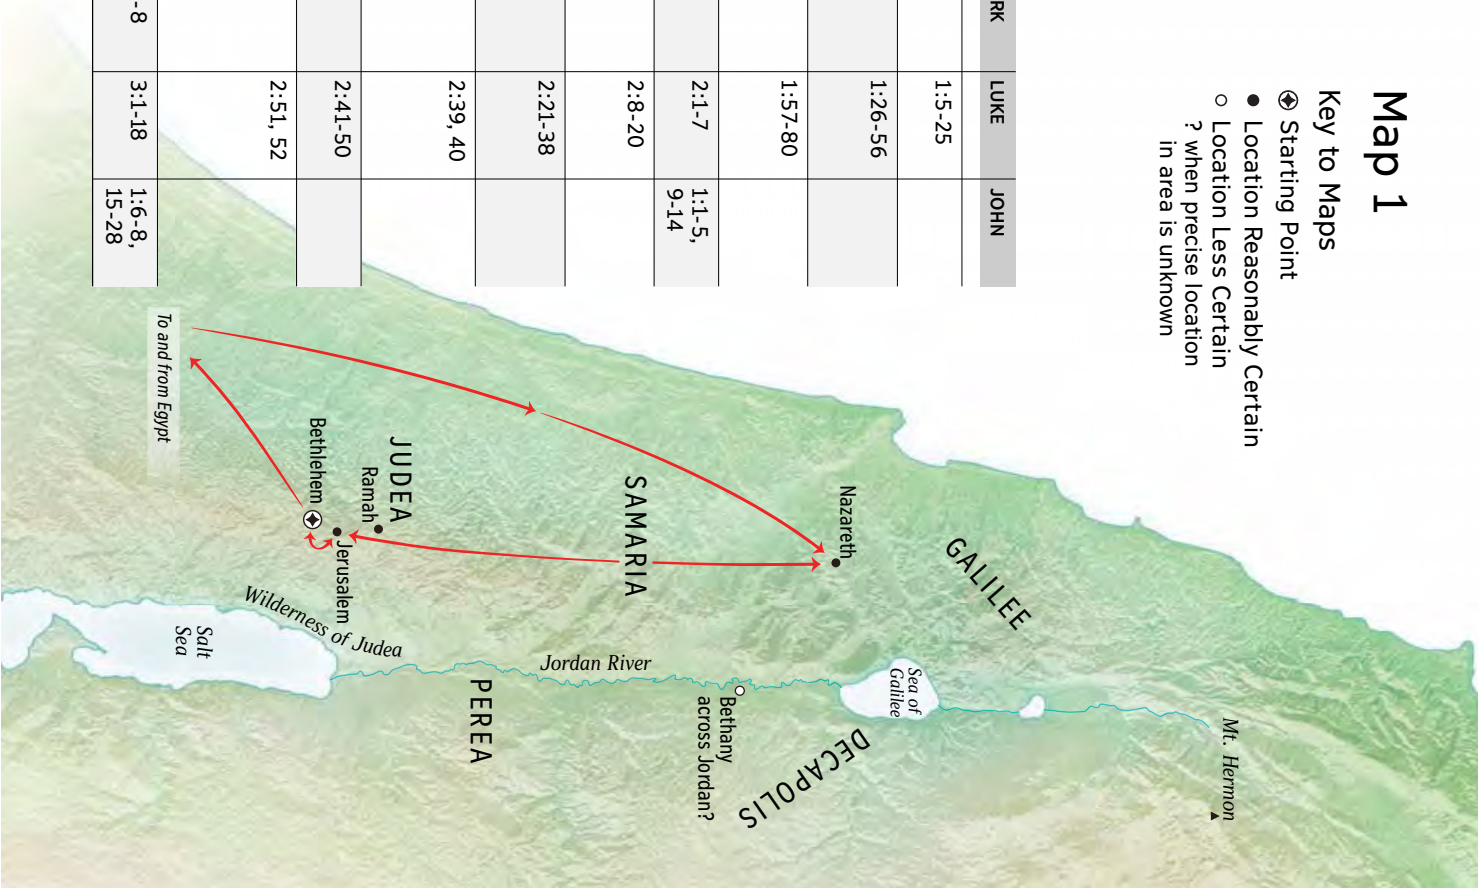 Map 1
Key to Maps
Starting Point
Location Reasonably Certain
Location Less Certain
? when precise location
in area is unknown
RK LUKE JOHN
1:5-25
1:26-56
1:57-80
2:1-7 1:1-5,
9-14
2:8-20
2:21-38
2:39, 40
2:41-50
2:51, 52
-8 3:1-18 1:6-8,
15-28
Mt. Hermon
GALILEE
Sea of
Galilee
Nazareth
DECAPOLIS
Bethany
across Jordan?
SAMARIA
Jordan River
PEREA
JUDEA
Ramah
Jerusalem
Bethlehem
Wilderness of Judea
Salt
Sea
To and from Egypt